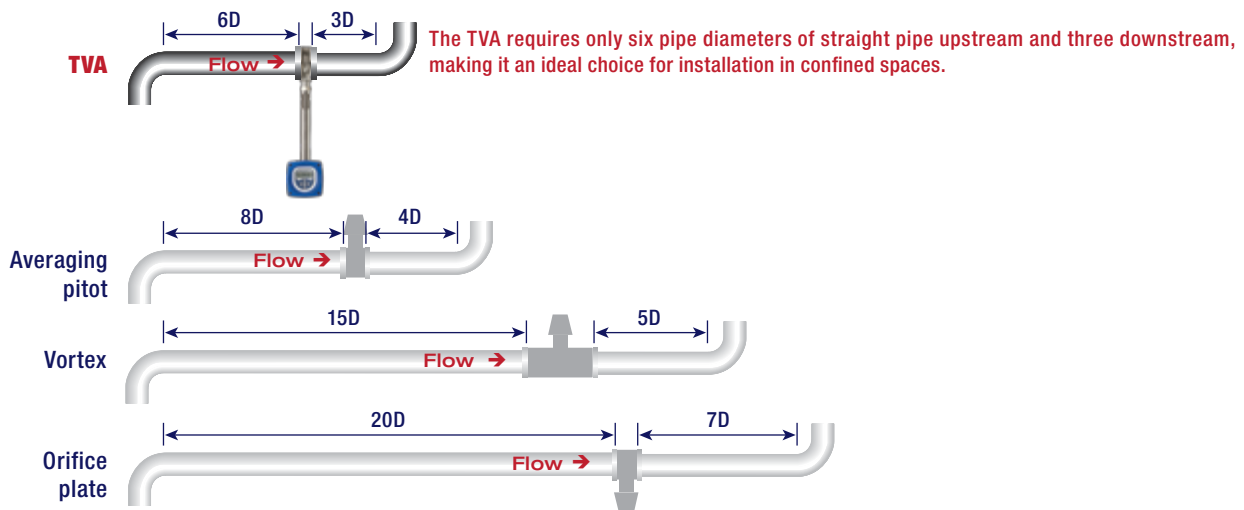 6D 3D
TVA
Flow ➔
The TVA requires only six pipe diameters of straight pipe upstream and three downstream,
making it an ideal choice for installation in confined spaces.
8D 4D
Averaging
pitot
Flow ➔
15D 5D
Vortex
Flow ➔
20D 7D
Orifice
plate
Flow ➔